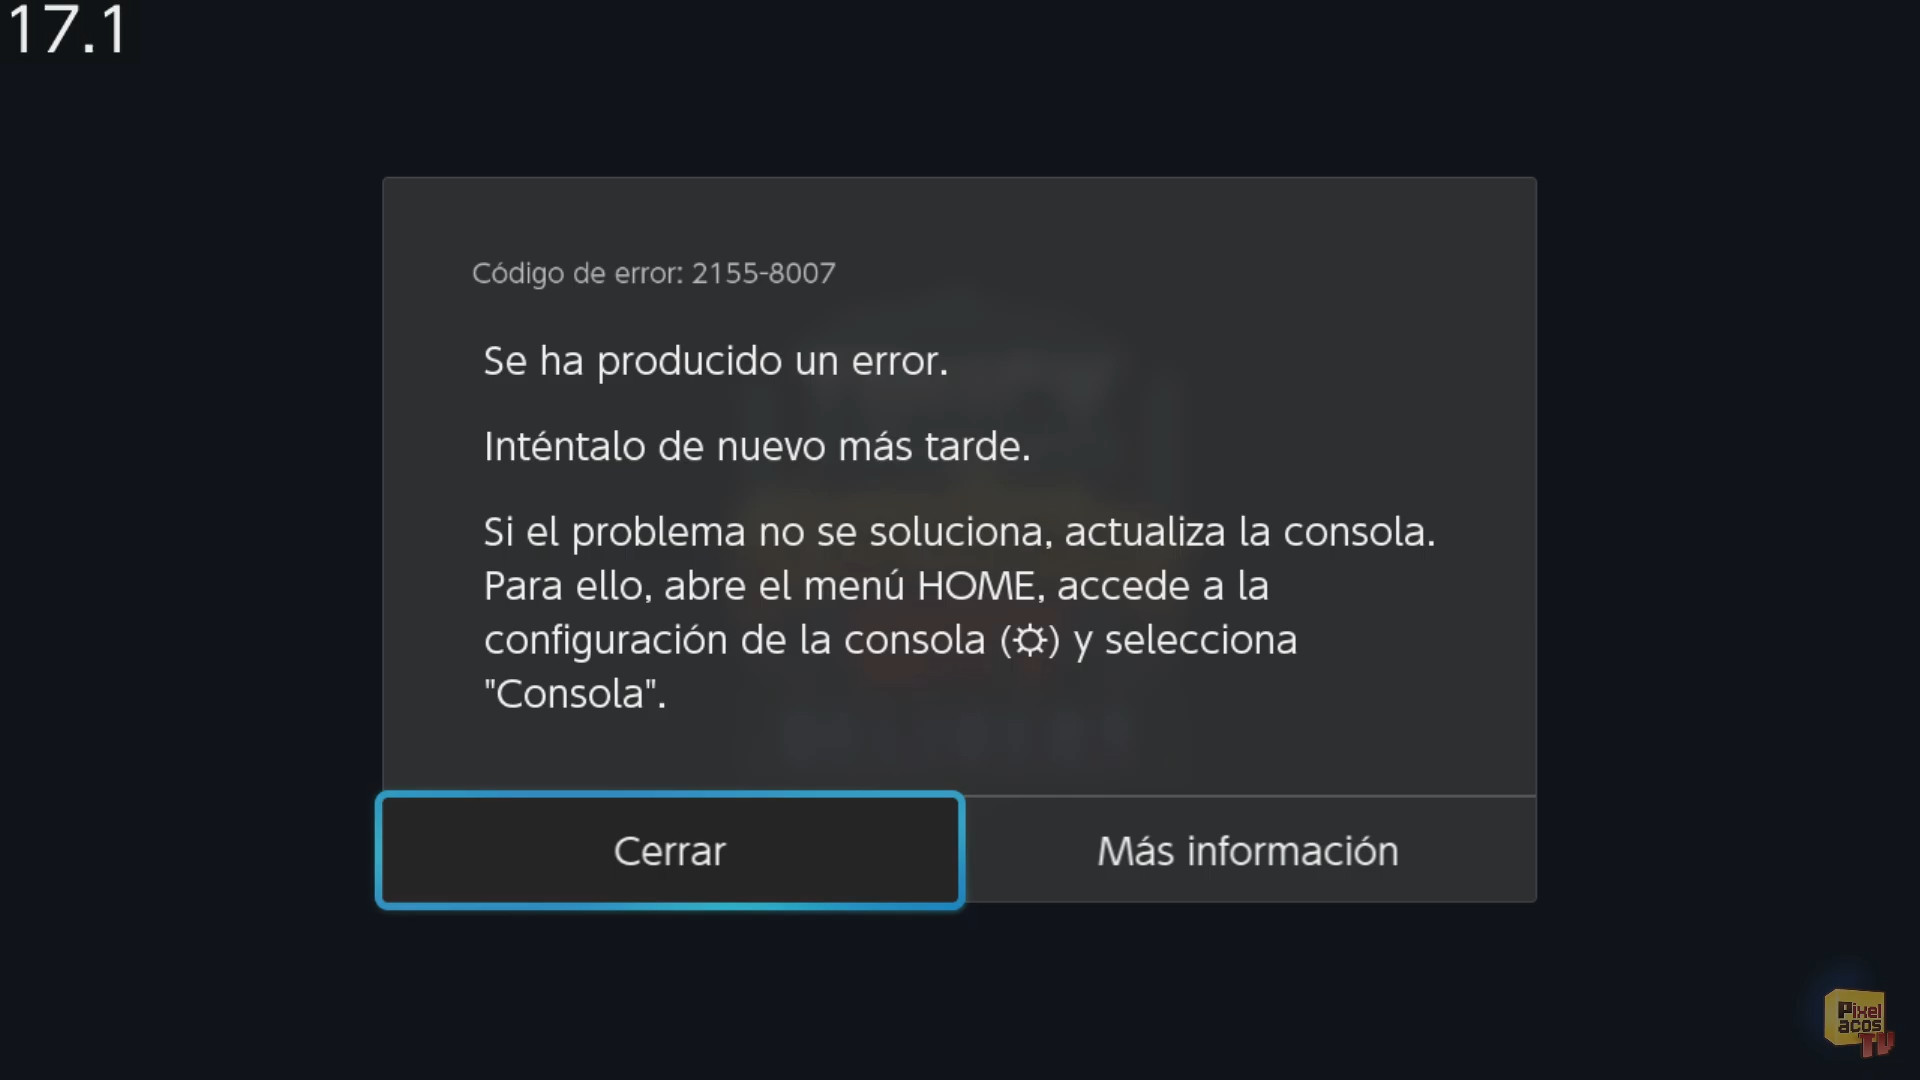 17.1
Código de error: 2155-8007
Se ha producido un error.
Inténtalo de nuevo más tarde.
Si el problema no se soluciona, actualiza la consola.
Para ello, abre el menú HOME, accede a la
configuración de la consola (☼) y selecciona
"Consola".
Cerrar
Más información
Pixel
acos
TV